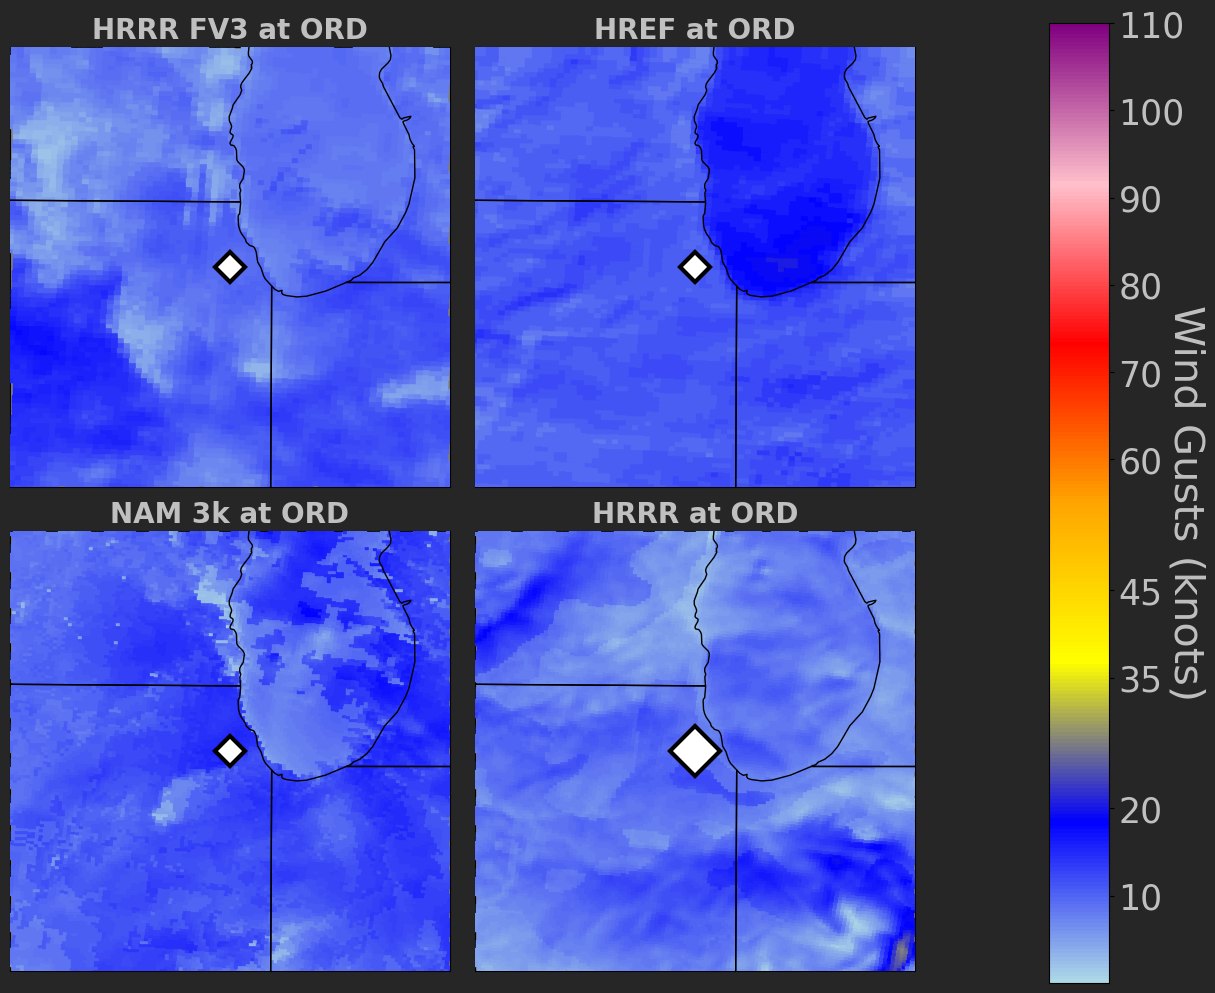 HRRR FV3 at ORD
HREF at ORD
NAM 3k at ORD
HRRR at ORD
110
100
90
80
70
60
45
35
20
10
Wind Gusts (knots)